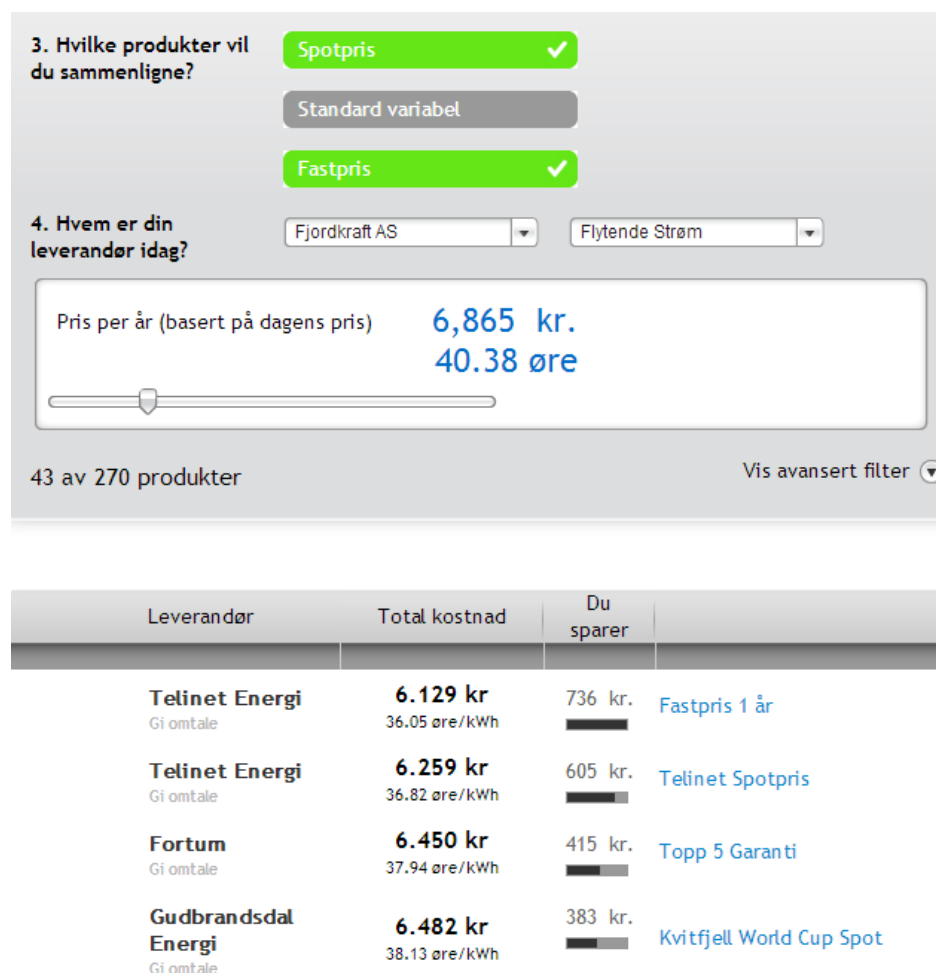 3. Hvilke produkter vil
du sammenligne?
Spotpris
Standard variabel
Fastpris
4. Hvem er din
leverandør idag?
Fjordkraft AS
Flytende Strøm
Pris per år (basert på dagens pris)
6,865 kr.
40.38 øre
43 av 270 produkter
Vis avansert filter
Leverandør
Total kostnad
Du
sparer
Telinet Energi
Gi omtale
6.129 kr
36.05 øre/kWh
736 kr.
Fastpris 1 år
Telinet Energi
Gi omtale
6.259 kr
36.82 øre/kWh
605 kr.
Telinet Spotpris
Fortum
Gi omtale
6.450 kr
37.94 øre/kWh
415 kr.
Topp 5 Garanti
Gudbrandsdal
Energi
Gi omtale
6.482 kr
38.13 øre/kWh
383 kr.
Kvitfjell World Cup Spot